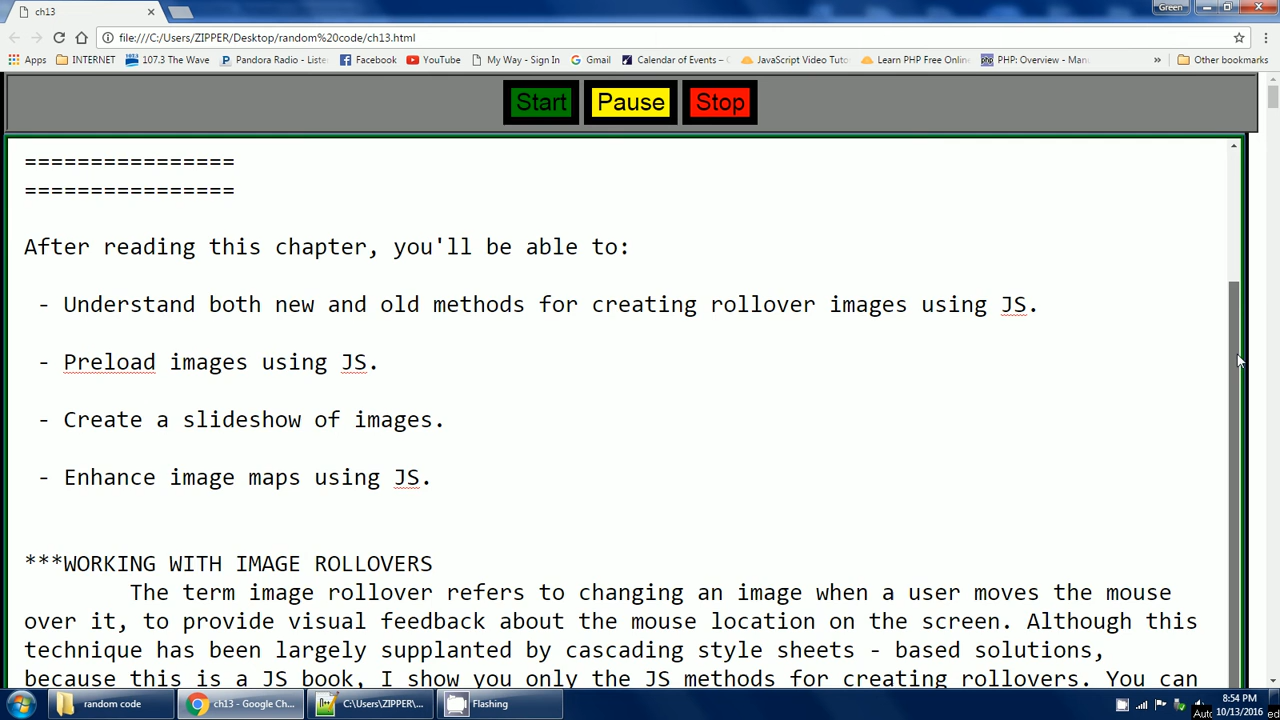 ch13
Green
file:///C:/Users/ZIPPER/Desktop/random%20code/ch13.html
Apps INTERNET 107.3 The Wave Pandora Radio - Liste Facebook YouTube My Way - Sign In Gmail Calendar of Events – JavaScript Video Tuto Learn PHP Free Onlin PHP: Overview - Manu » Other bookmarks
Start Pause Stop
================
================
After reading this chapter, you'll be able to:
- Understand both new and old methods for creating rollover images using JS.
- Preload images using JS.
- Create a slideshow of images.
- Enhance image maps using JS.
***WORKING WITH IMAGE ROLLOVERS
The term image rollover refers to changing an image when a user moves the mouse
over it, to provide visual feedback about the mouse location on the screen. Although this
technique has been largely supplanted by cascading style sheets - based solutions,
because this is a JS book, I show you only the JS methods for creating rollovers. You can
random code ch13 - Google Ch... C:\Users\ZIPPER\... Flashing
8:54 PM
10/13/2016